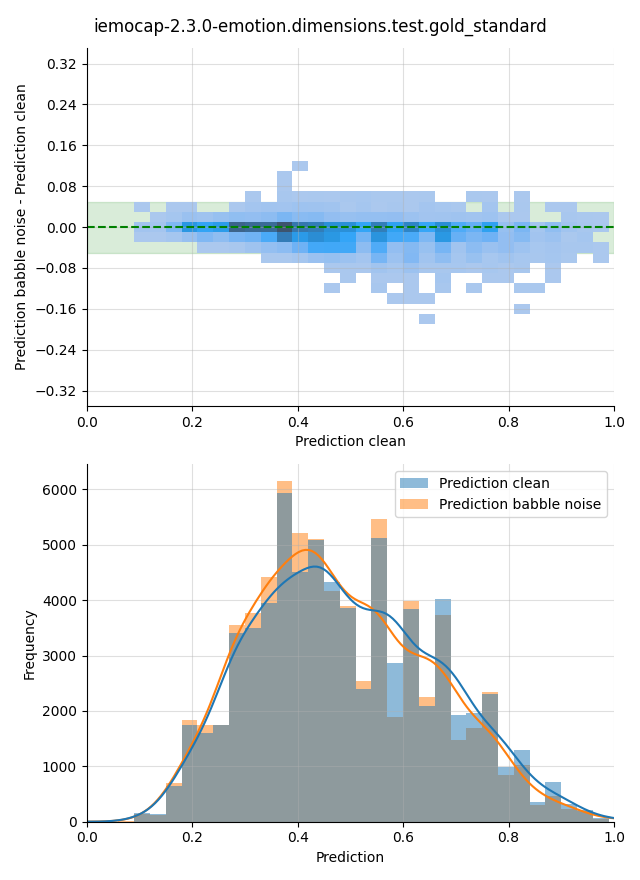 iemocap-2.3.0-emotion.dimensions.test.gold_standard
Prediction babble noise - Prediction clean
0.32
0.24
0.16
0.08
0.00
−0.08
−0.16
−0.24
−0.32
0.0 0.2 0.4 0.6 0.8 1.0
Prediction clean
Prediction clean
Prediction babble noise
Frequency
6000
5000
4000
3000
2000
1000
0
0.0 0.2 0.4 0.6 0.8 1.0
Prediction